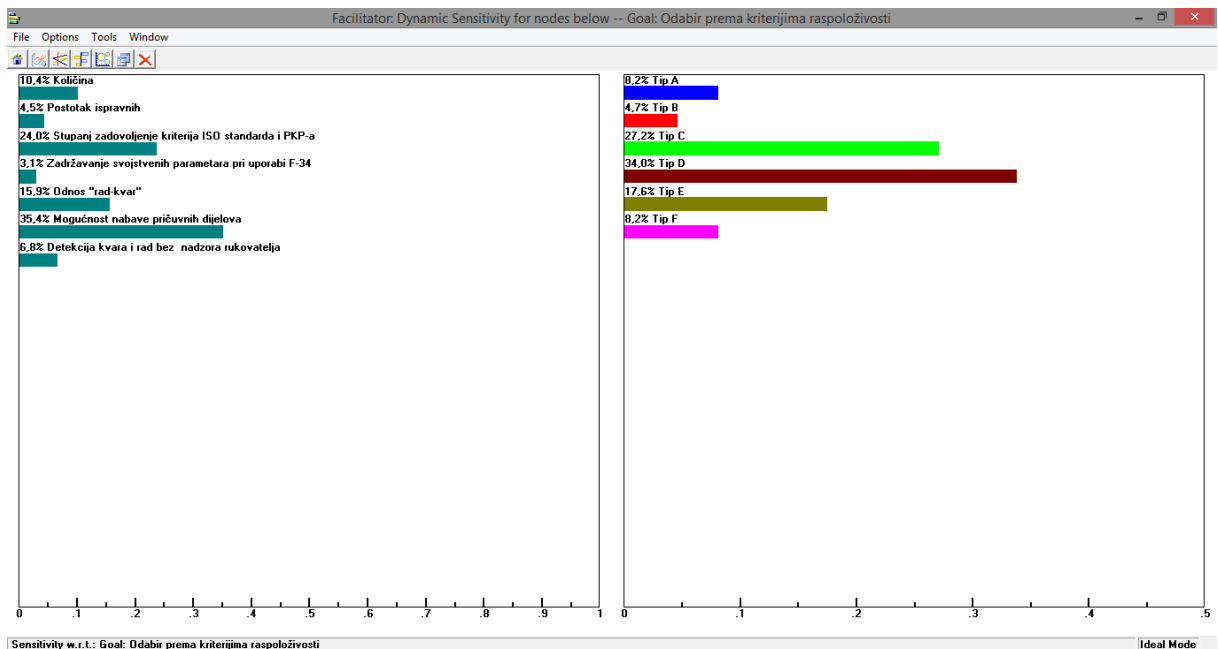 Facilitator: Dynamic Sensitivity for nodes below -- Goal: Odabir prema kriterijima raspoloživosti
File Options Tools Window
10,4% Količina
4,5% Postotak ispravnih
24,0% Stupanj zadovoljenje kriterija ISO standarda i PKP-a
3,1% Zadržavanje svojstvenih parametara pri uporabi F-34
15,9% Odnos "rad-kvar"
35,4% Mogućnost nabave pričuvnih dijelova
6,8% Detekcija kvara i rad bez nadzora rukovatelja
0 .1 .2 .3 .4 .5 .6 .7 .8 .9 1
8,2% Tip A
4,7% Tip B
27,2% Tip C
34,0% Tip D
17,6% Tip E
8,2% Tip F
0 .1 .2 .3 .4 .5
Sensitivity w.r.t.: Goal: Odabir prema kriterijima raspoloživosti
Ideal Mode